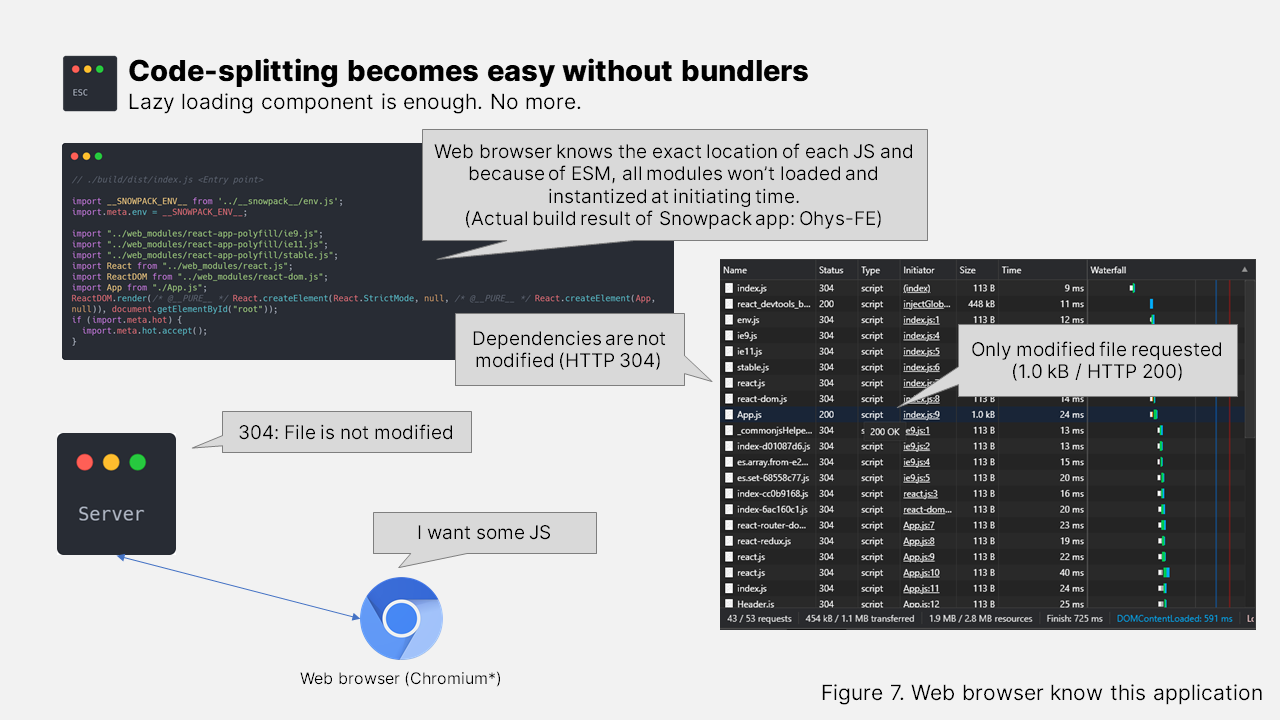 ESC
Code-splitting becomes easy without bundlers
Lazy loading component is enough. No more.
// ./build/dist/index.js <Entry point>
import __SNOWPACK_ENV__ from '../__snowpack__/env.js';
import.meta.env = __SNOWPACK_ENV__;
import "../web_modules/react-app-polyfill/ie9.js";
import "../web_modules/react-app-polyfill/ie11.js";
import "../web_modules/react-app-polyfill/stable.js";
import React from "../web_modules/react.js";
import ReactDOM from "../web_modules/react-dom.js";
import App from "./App.js";
ReactDOM.render(/* @__PURE__ */ React.createElement(React.StrictMode, null, /* @__PURE__ */ React.createElement(App,
null)), document.getElementById("root"));
if (import.meta.hot) {
import.meta.hot.accept();
}
Web browser knows the exact location of each JS and
because of ESM, all modules won't loaded and
instantized at initiating time.
(Actual build result of Snowpack app: Ohys-FE)
Dependencies are not
modified (HTTP 304)
Name Status Type Initiator Size Time Waterfall
index.js 304 script (index) 113 B 9 ms
react_devtools_b... 200 script injectGlob... 448 kB 11 ms
env.js 304 script index.js:1 113 B 12 ms
ie9.js 304 script index.js:4
ie11.js 304 script index.js:5
stable.js 304 script index.js:6
react.js 304 script
react-dom.js 304 script 113 B 14 ms
App.js 200 script index.js:9 1.0 kB 24 ms
_commonjsHelpe... 304 s 200 OK e9.js:1 113 B 13 ms
index-d01087d6.js 304 script ie9.js:2 113 B 13 ms
es.array.from-e2... 304 script ie9.js:4 113 B 15 ms
es.set-68558c77.js 304 script ie9.js:5 113 B 20 ms
index-cc0b9168.js 304 script react.js:3 113 B 16 ms
index-6ac160c1.js 304 script react-dom... 113 B 20 ms
react-router-do... 304 script App.js:7 113 B 23 ms
react-redux.js 304 script App.js:8 113 B 19 ms
react.js 304 script App.js:9 113 B 22 ms
react.js 304 script App.js:10 113 B 40 ms
index.js 304 script App.js:11 113 B 24 ms
Header.js 304 script App.js:12 113 B 25 ms
43 / 53 requests 454 kB / 1.1 MB transferred 1.9 MB / 2.8 MB resources Finish: 725 ms DOMContentLoaded: 591 ms
Only modified file requested
(1.0 kB / HTTP 200)
304: File is not modified
Server
I want some JS
Web browser (Chromium*)
Figure 7. Web browser know this application